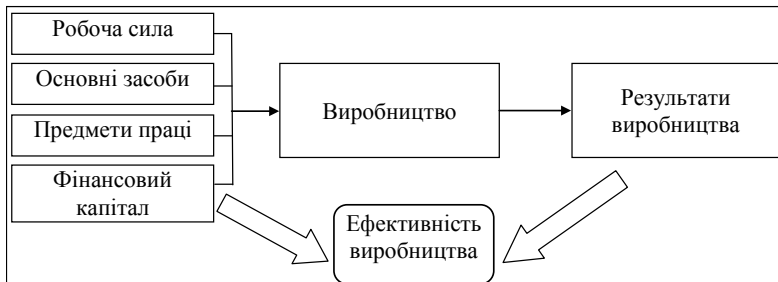 Робоча сила
Основні засоби
Предмети праці
Фінансовий
капітал
Виробництво
Результати
виробництва
Ефективність
виробництва